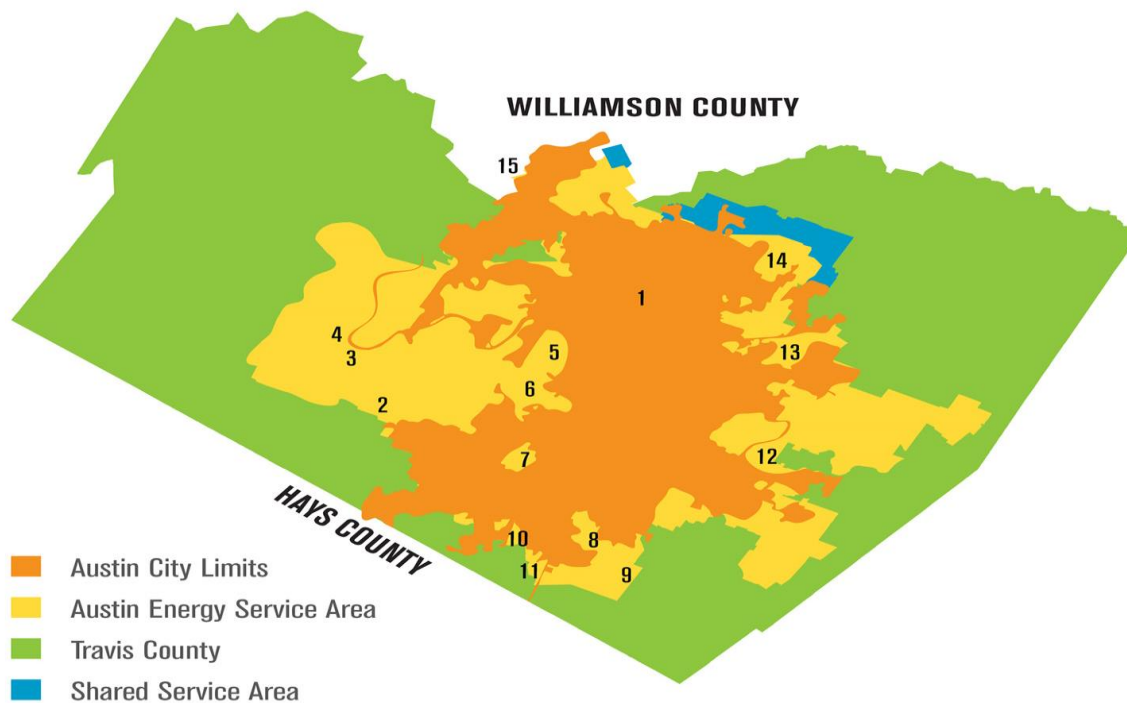 WILLIAMSON COUNTY
15
14
1
4
3
5
13
6
2
7
12
HAYS COUNTY
10
8
11
9
Austin City Limits
Austin Energy Service Area
Travis County
Shared Service Area